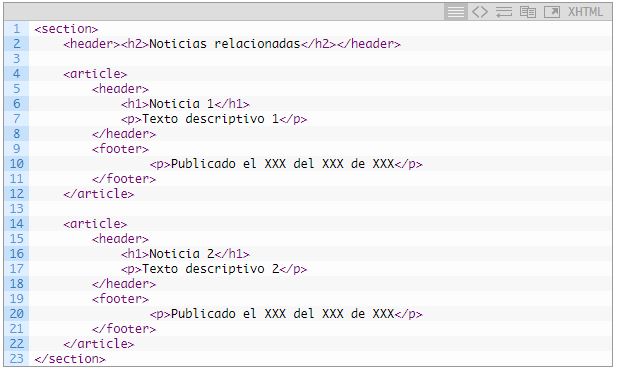 XHTML
1 <section>
2     <header><h2>Noticias relacionadas</h2></header>
3
4     <article>
5         <header>
6             <h1>Noticia 1</h1>
7             <p>Texto descriptivo 1</p>
8         </header>
9         <footer>
10                 <p>Publicado el XXX del XXX de XXX</p>
11         </footer>
12     </article>
13
14     <article>
15         <header>
16             <h1>Noticia 2</h1>
17             <p>Texto descriptivo 2</p>
18         </header>
19         <footer>
20                 <p>Publicado el XXX del XXX de XXX</p>
21         </footer>
22     </article>
23 </section>